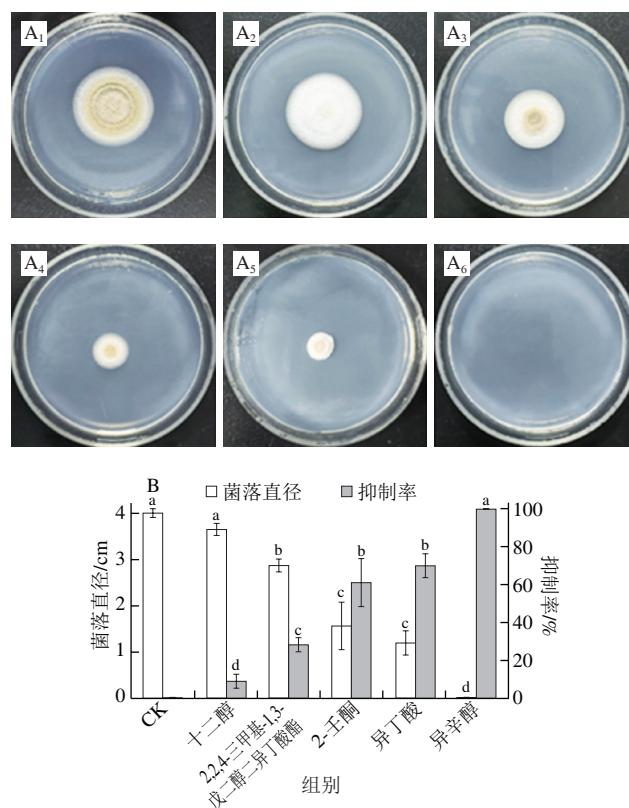 A1
A2
A3
A4
A5
A6
B
菌落直径
抑制率
a
a
b
c
c
d
d
c
b
b
a
4
3
2
1
0
菌落直径/cm
100
80
60
40
20
0
抑制率/%
CK
十二醇
2,2,4-三甲基-1,3-
戊二醇二异丁酸酯
2-壬酮
异丁酸
异辛醇
组别